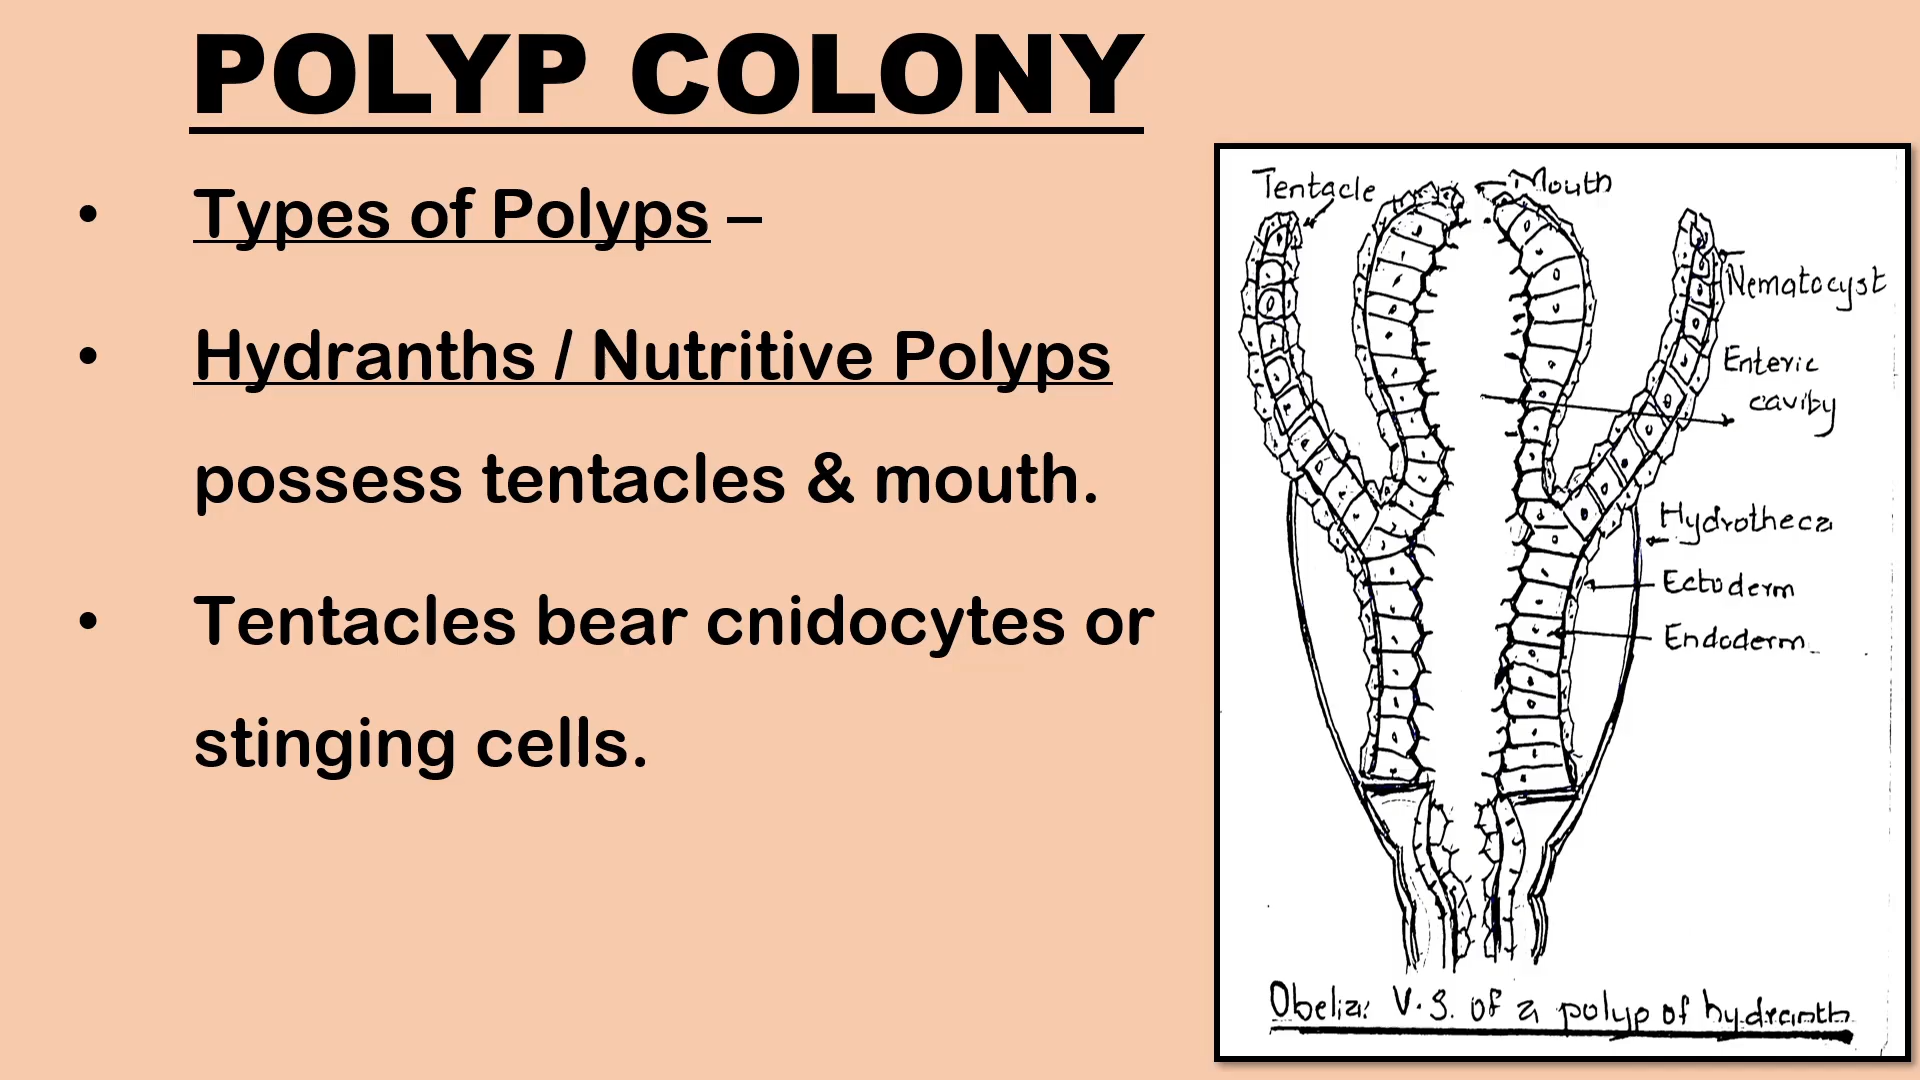 POLYP COLONY
• Types of Polyps –
• Hydranths / Nutritive Polyps
possess tentacles & mouth.
• Tentacles bear cnidocytes or
stinging cells.
Tentacle
Mouth
Nematocyst
Enteric
cavity
Hydrotheca
Ectoderm
Endoderm
Obelia: V.S. of a polyp of hydranth